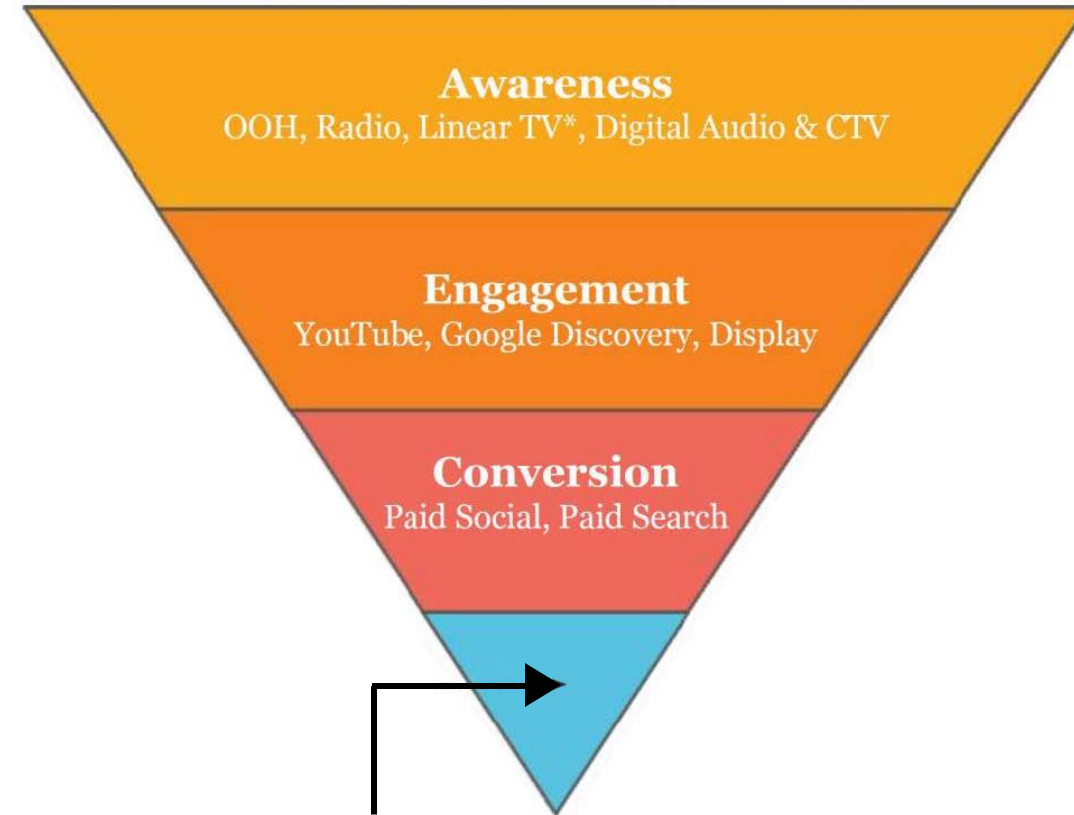 Awareness
OOH, Radio, Linear TV*, Digital Audio & CTV
Engagement
YouTube, Google Discovery, Display
Conversion
Paid Social, Paid Search